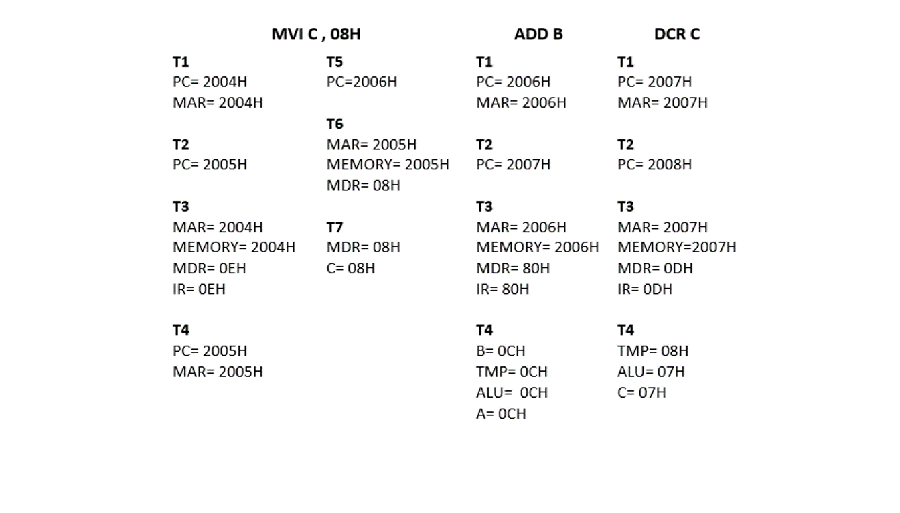 MVI C , 08H
T1
PC= 2004H
MAR= 2004H
T2
PC= 2005H
T3
MAR= 2004H
MEMORY= 2004H
MDR= 0EH
IR= 0EH
T4
PC= 2005H
MAR= 2005H
T5
PC=2006H
T6
MAR= 2005H
MEMORY= 2005H
MDR= 08H
T7
MDR= 08H
C= 08H
ADD B
T1
PC= 2006H
MAR= 2006H
T2
PC= 2007H
T3
MAR= 2006H
MEMORY= 2006H
MDR= 80H
IR= 80H
T4
B= 0CH
TMP= 0CH
ALU= 0CH
A= 0CH
DCR C
T1
PC= 2007H
MAR= 2007H
T2
PC= 2008H
T3
MAR= 2007H
MEMORY=2007H
MDR= 0DH
IR= 0DH
T4
TMP= 08H
ALU= 07H
C= 07H